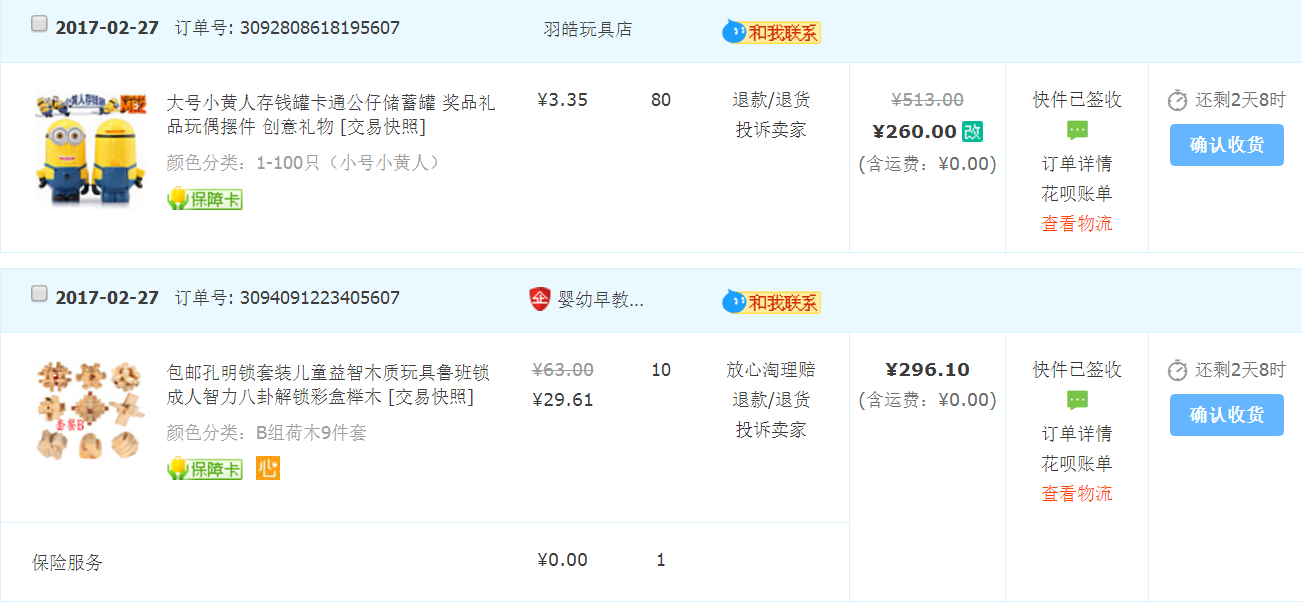 2017-02-27 订单号: 3092808618195607 羽皓玩具店 和我联系
大号小黄人存钱罐卡通公仔储蓄罐 奖品礼
品玩偶摆件 创意礼物 [交易快照]
颜色分类：1-100只（小号小黄人）
保障卡
¥3.35
80
退款/退货
投诉卖家
¥513.00
¥260.00 改
(含运费：¥0.00)
快件已签收
订单详情
花呗账单
查看物流
还剩2天8时
确认收货
2017-02-27 订单号: 3094091223405607 企 婴幼早教... 和我联系
套餐B
包邮孔明锁套装儿童益智木质玩具鲁班锁
成人智力八卦解锁彩盒榉木 [交易快照]
颜色分类：B组荷木9件套
保障卡 心
¥63.00
¥29.61
10
放心淘理赔
退款/退货
投诉卖家
¥296.10
(含运费：¥0.00)
快件已签收
订单详情
花呗账单
查看物流
还剩2天8时
确认收货
保险服务 ¥0.00 1